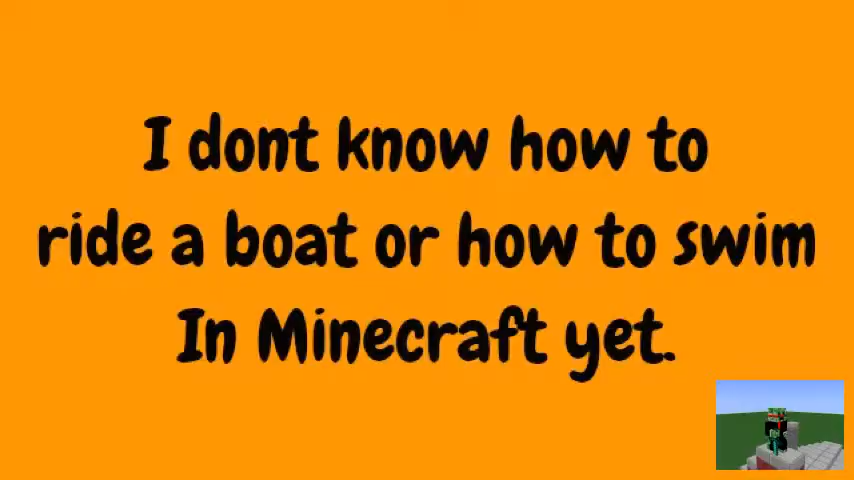 I dont know how to
ride a boat or how to swim
In Minecraft yet.